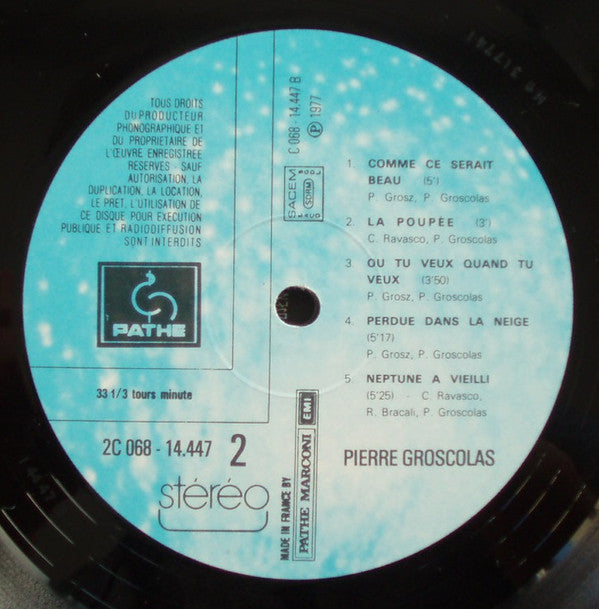 TOUS DROITS
DU PRODUCTEUR
PHONOGRAPHIQUE ET
DU PROPRIETAIRE DE
L'ŒUVRE ENREGISTREE
RESERVES - SAUF
AUTORISATION, LA
DUPLICATION, LA LOCATION,
LE PRET, L'UTILISATION DE
CE DISQUE POUR EXECUTION
PUBLIQUE ET RADIODIFFUSION
SONT INTERDITS
PATHE
33 1/3 tours minute
2C 068 - 14.447 2
stéréo
C 068 - 14.447 B
Ⓟ 1977
SACEM
SDRM
MADE IN FRANCE BY
PATHE MARCONI EMI
1. COMME CE SERAIT
BEAU (5')
P. Grosz, P. Groscolas
2. LA POUPÉE (3')
C. Ravasco, P. Groscolas
3. OU TU VEUX QUAND TU
VEUX (3'50)
P. Grosz, P. Groscolas
4. PERDUE DANS LA NEIGE
(5'17)
P. Grosz, P. Groscolas
5. NEPTUNE A VIEILLI
(5'25) - C. Ravasco,
R. Bracali, P. Groscolas
PIERRE GROSCOLAS